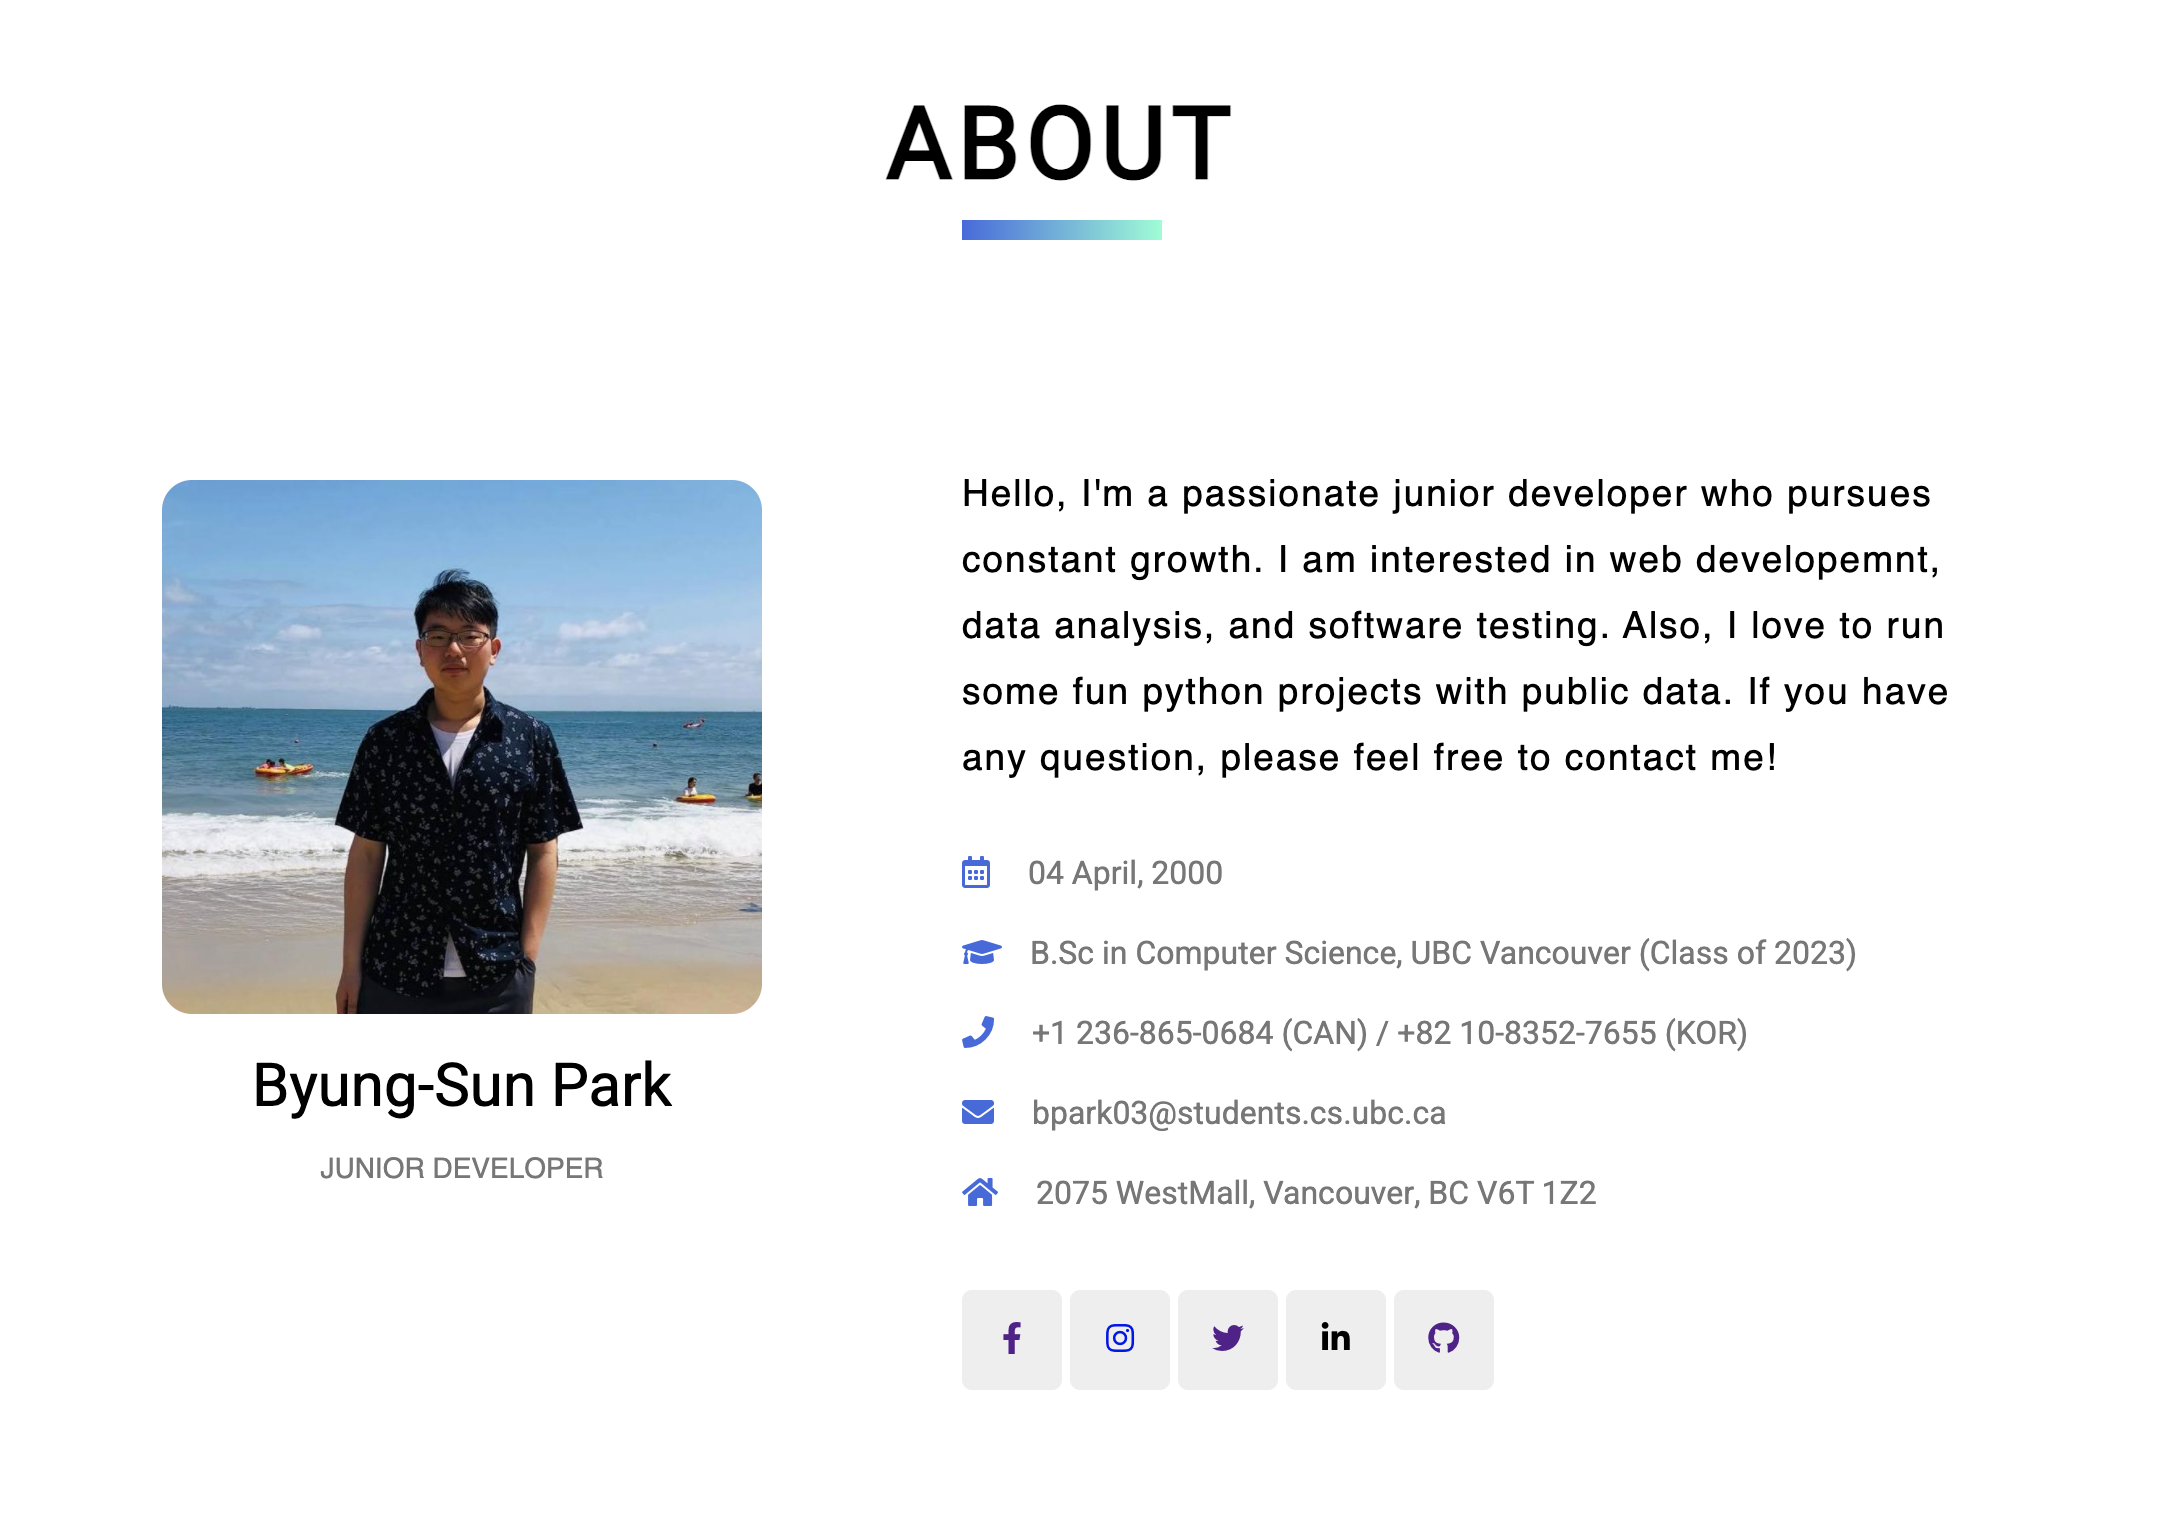 ABOUT
Hello, I'm a passionate junior developer who pursues
constant growth. I am interested in web developemnt,
data analysis, and software testing. Also, I love to run
some fun python projects with public data. If you have
any question, please feel free to contact me!
04 April, 2000
B.Sc in Computer Science, UBC Vancouver (Class of 2023)
+1 236-865-0684 (CAN) / +82 10-8352-7655 (KOR)
bpark03@students.cs.ubc.ca
2075 WestMall, Vancouver, BC V6T 1Z2
Byung-Sun Park
JUNIOR DEVELOPER